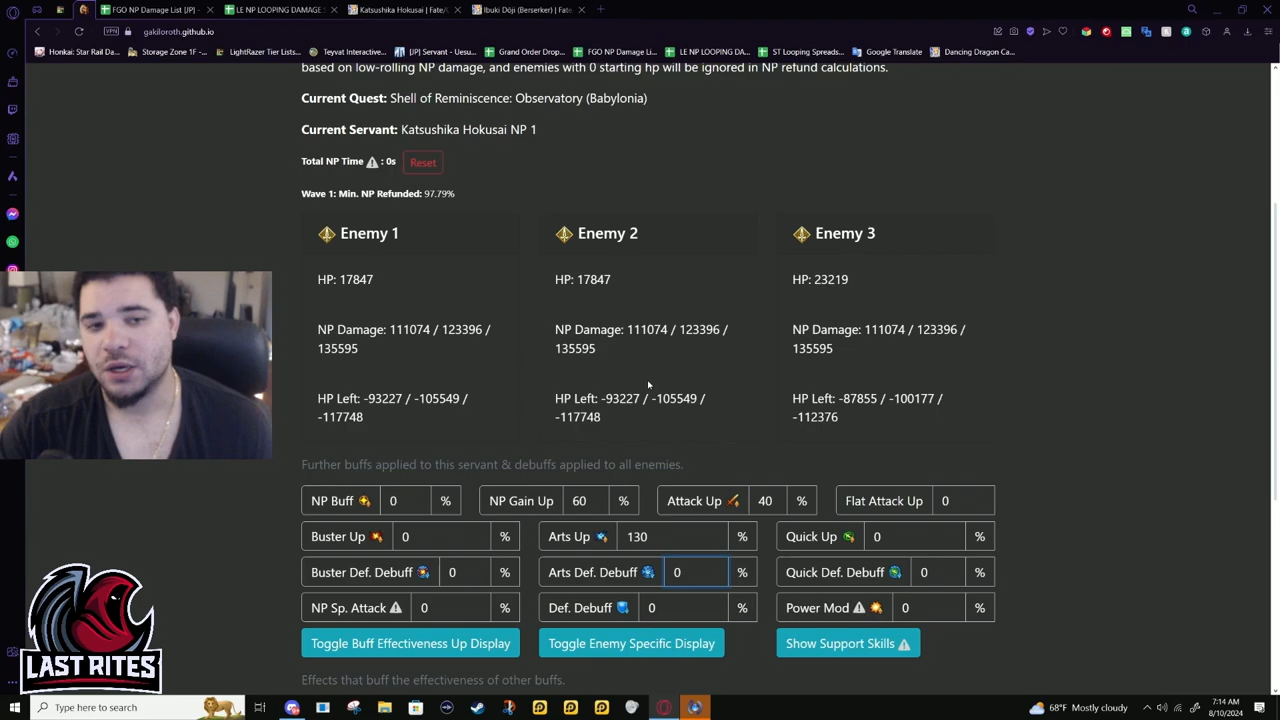 FGO NP Damage List [JP] -
LE NP LOOPING DAMAGE S
Katsushika Hokusai | Fate/G
Ibuki Dōji (Berserker) | Fate
VPN
gakiloroth.github.io
Honkai: Star Rail Da...
Storage Zone 1F -...
LightRazer Tier Lists...
Teyvat Interactive...
[JP] Servant - Uesu...
Grand Order Drop...
FGO NP Damage Li...
LE NP LOOPING DA...
ST Looping Spreads...
Google Translate
Dancing Dragon Ca...
based on low-rolling NP damage, and enemies with 0 starting hp will be ignored in NP refund calculations.
Current Quest: Shell of Reminiscence: Observatory (Babylonia)
Current Servant: Katsushika Hokusai NP 1
Total NP Time : 0s Reset
Wave 1: Min. NP Refunded: 97.79%
Enemy 1
HP: 17847
NP Damage: 111074 / 123396 /
135595
HP Left: -93227 / -105549 /
-117748
Enemy 2
HP: 17847
NP Damage: 111074 / 123396 /
135595
HP Left: -93227 / -105549 /
-117748
Enemy 3
HP: 23219
NP Damage: 111074 / 123396 /
135595
HP Left: -87855 / -100177 /
-112376
Further buffs applied to this servant & debuffs applied to all enemies.
NP Buff 0 % NP Gain Up 60 % Attack Up 40 % Flat Attack Up 0
Buster Up 0 % Arts Up 130 % Quick Up 0 %
Buster Def. Debuff 0 % Arts Def. Debuff 0 % Quick Def. Debuff 0 %
NP Sp. Attack 0 % Def. Debuff 0 % Power Mod 0 %
Toggle Buff Effectiveness Up Display Toggle Enemy Specific Display Show Support Skills
Effects that buff the effectiveness of other buffs.
LAST RITES
Type here to search
68°F Mostly cloudy
7:14 AM
8/10/2024